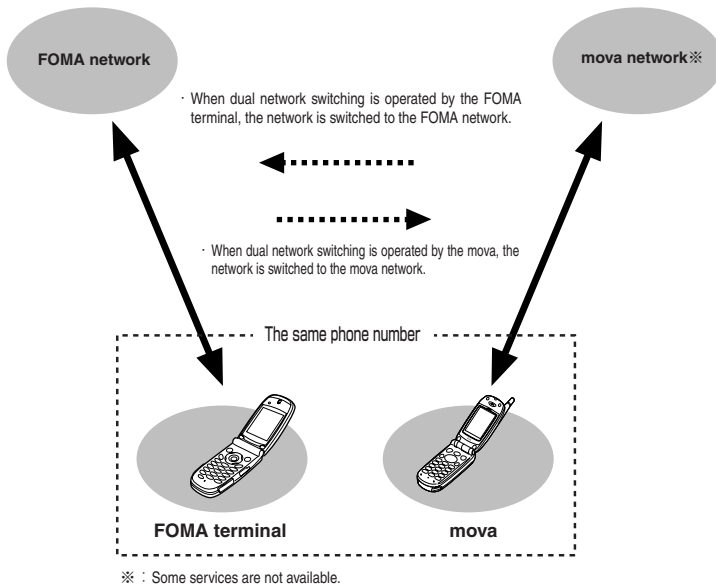 FOMA network
mova network※
· When dual network switching is operated by the FOMA
terminal, the network is switched to the FOMA network.
· When dual network switching is operated by the mova, the
network is switched to the mova network.
The same phone number
FOMA terminal
mova
※ : Some services are not available.